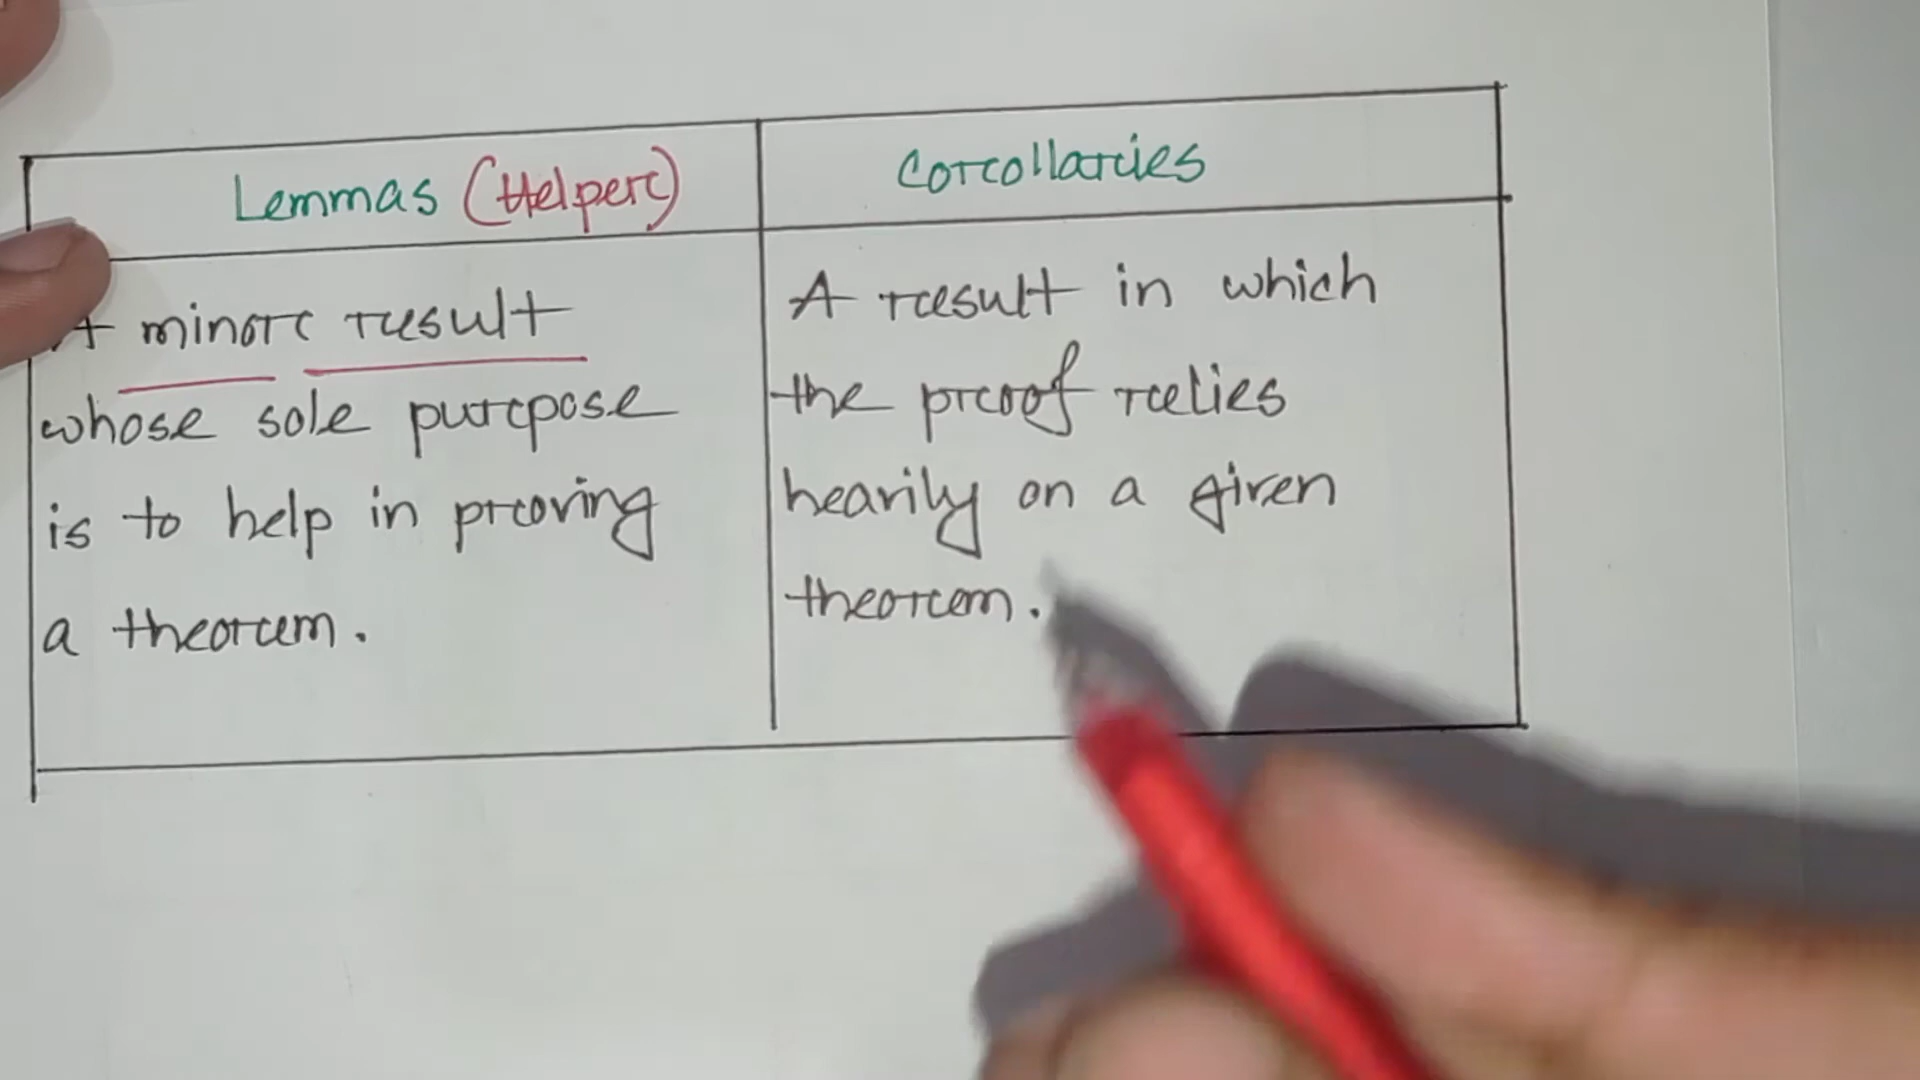 Lemmas (Helper)
Corollaries
A minor result
whose sole purpose
is to help in proving
a theorem.
A result in which
the proof relies
heavily on a given
theorem.